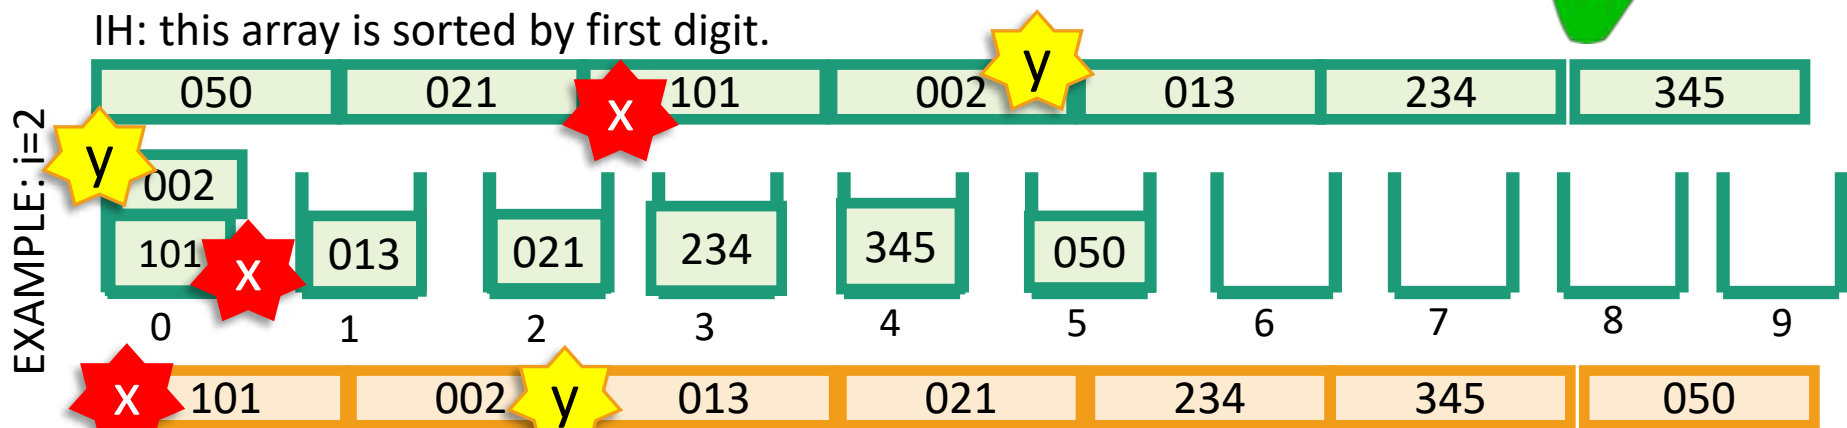 IH: this array is sorted by first digit.
050 021 x 101 002 y 013 234 345
EXAMPLE: i=2
y 002
101 x 013 021 234 345 050
0 1 2 3 4 5 6 7 8 9
x 101 002 y 013 021 234 345 050